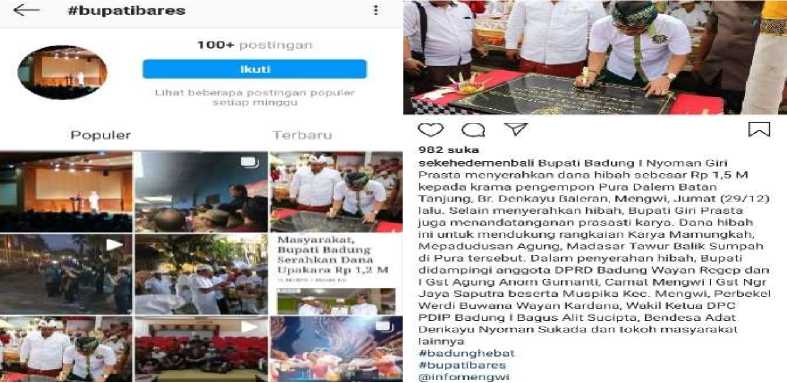 #bupatibares
100+ postingan
Ikuti
Lihat beberapa postingan populer
setiap minggu
Populer
Terbaru
Masyarakat,
Bupati Badung
Serahkan Dana
Upakara Rp 1,2 M
982 suka
sekehedemenbali Bupati Badung I Nyoman Giri
Prasta menyerahkan dana hibah sebesar Rp 1,5 M
kepada krama pengempon Pura Dalem Batan
Tanjung, Br. Denkayu Baleran, Mengwi, Jumat (29/12)
lalu. Selain menyerahkan hibah, Bupati Giri Prasta
juga menandatanganan prasasti karya. Dana hibah
ini untuk mendukung rangkaian Karya Mamungkah,
Mepadudusan Agung, Madasar Tawur Balik Sumpah
di Pura tersebut. Dalam penyerahan hibah, Bupati
didampingi anggota DPRD Badung Wayan Regep dan
I Gst Agung Anom Gumanti, Camat Mengwi I Gst Ngr
Jaya Saputra beserta Muspika Kec. Mengwi, Perbekel
Werdi Buwana Wayan Kardana, Wakil Ketua DPC
PDIP Badung I Bagus Alit Sucipta, Bendesa Adat
Denkayu Nyoman Sukada dan tokoh masyarakat
lainnya
#badunghebat
#bupatibares
@infomengwi